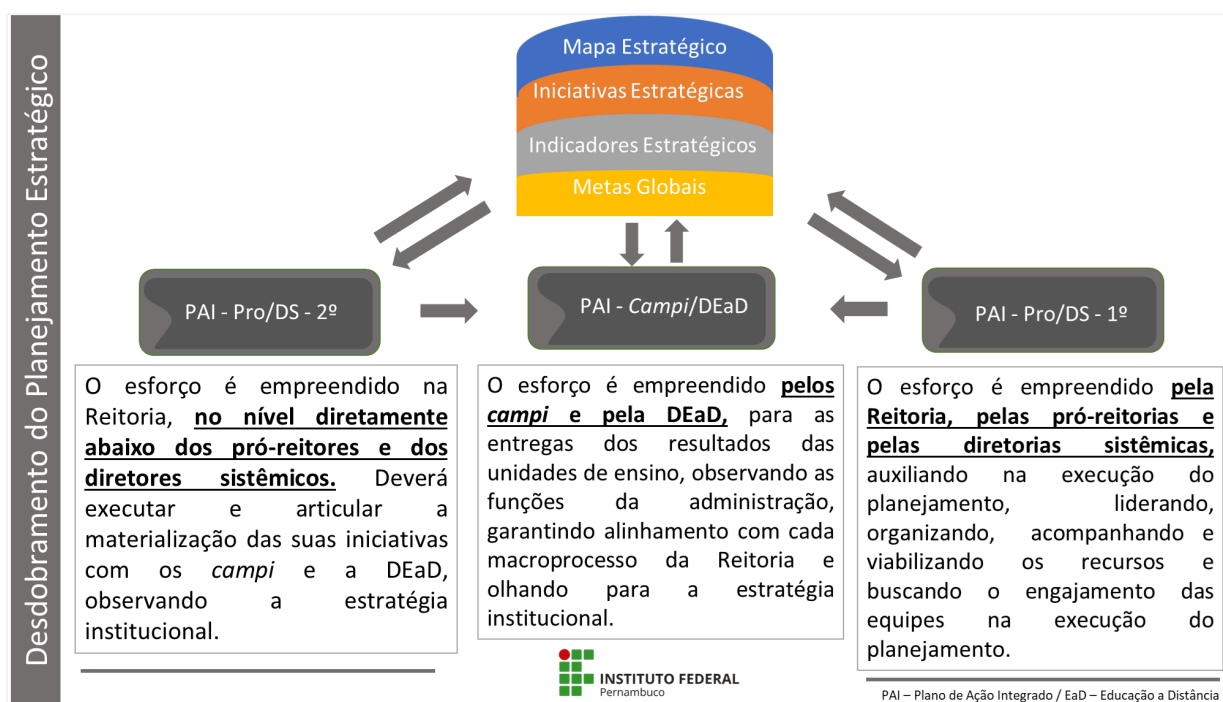 Desdobramento do Planejamento Estratégico
Mapa Estratégico
Iniciativas Estratégicas
Indicadores Estratégicos
Metas Globais
PAI - Pro/DS - 2º
PAI - Campi/DEaD
PAI - Pro/DS - 1º
O esforço é empreendido na
Reitoria, no nível diretamente
abaixo dos pró-reitores e dos
diretores sistêmicos. Deverá
executar e articular a
materialização das suas iniciativas
com os campi e a DEaD,
observando a estratégia
institucional.
O esforço é empreendido pelos
campi e pela DEaD, para as
entregas dos resultados das
unidades de ensino, observando as
funções da administração,
garantindo alinhamento com cada
macroprocesso da Reitoria e
olhando para a estratégia
institucional.
O esforço é empreendido pela
Reitoria, pelas pró-reitorias e
pelas diretorias sistêmicas,
auxiliando na execução do
planejamento, liderando,
organizando, acompanhando e
viabilizando os recursos e
buscando o engajamento das
equipes na execução do
planejamento.
INSTITUTO FEDERAL
Pernambuco
PAI – Plano de Ação Integrado / EaD – Educação a Distância